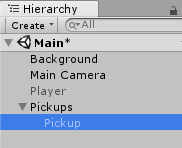 Hierarchy
Create All
Main*
Background
Main Camera
Player
Pickups
Pickup